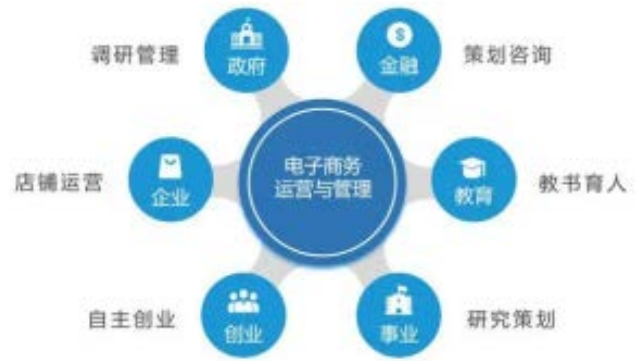 调研管理
政府
金融
策划咨询
店铺运营
企业
电子商务
运营与管理
教育
教书育人
自主创业
创业
事业
研究策划